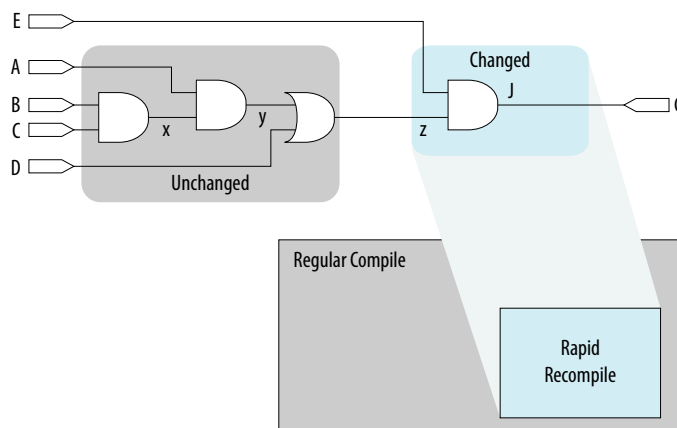 E
A
B
C
D
x
y
Unchanged
Changed
J
z
Regular Compile
Rapid
Recompile